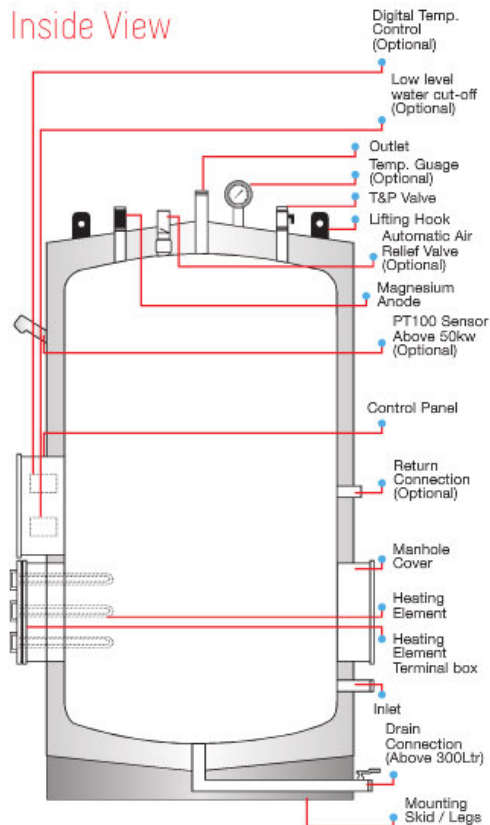 Inside View
Digital Temp.
Control
(Optional)
Low level
water cut-off
(Optional)
Outlet
Temp. Guage
(Optional)
T&P Valve
Lifting Hook
Automatic Air
Relief Valve
(Optional)
Magnesium
Anode
PT100 Sensor
Above 50kw
(Optional)
Control Panel
Return
Connection
(Optional)
Manhole
Cover
Heating
Element
Heating
Element
Terminal box
Inlet
Drain
Connection
(Above 300Ltr)
Mounting
Skid / Legs